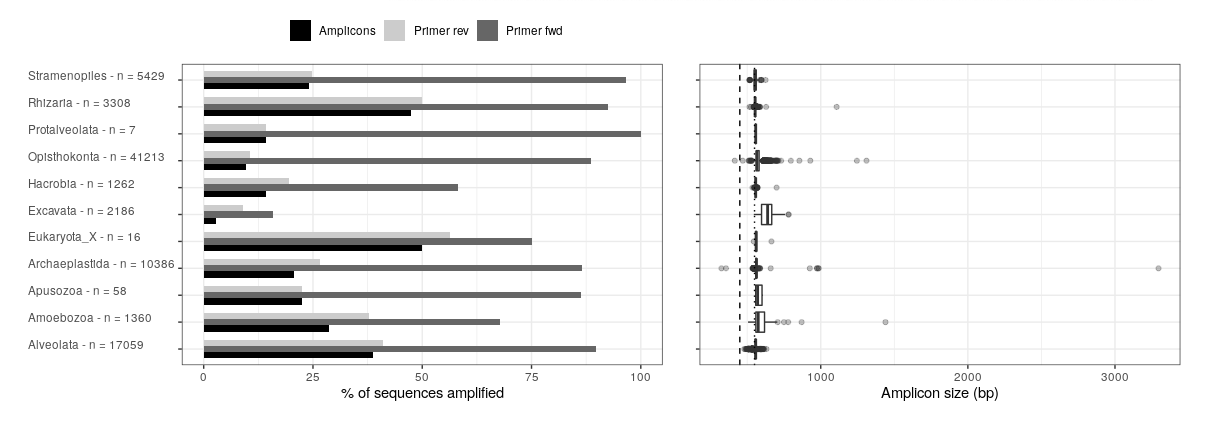 Amplicons Primer rev Primer fwd
Stramenopiles - n = 5429
Rhizaria - n = 3308
Protalveolata - n = 7
Opisthokonta - n = 41213
Hacrobia - n = 1262
Excavata - n = 2186
Eukaryota_X - n = 16
Archaeplastida - n = 10386
Apusozoa - n = 58
Amoebozoa - n = 1360
Alveolata - n = 17059
0 25 50 75 100
% of sequences amplified
1000 2000 3000
Amplicon size (bp)